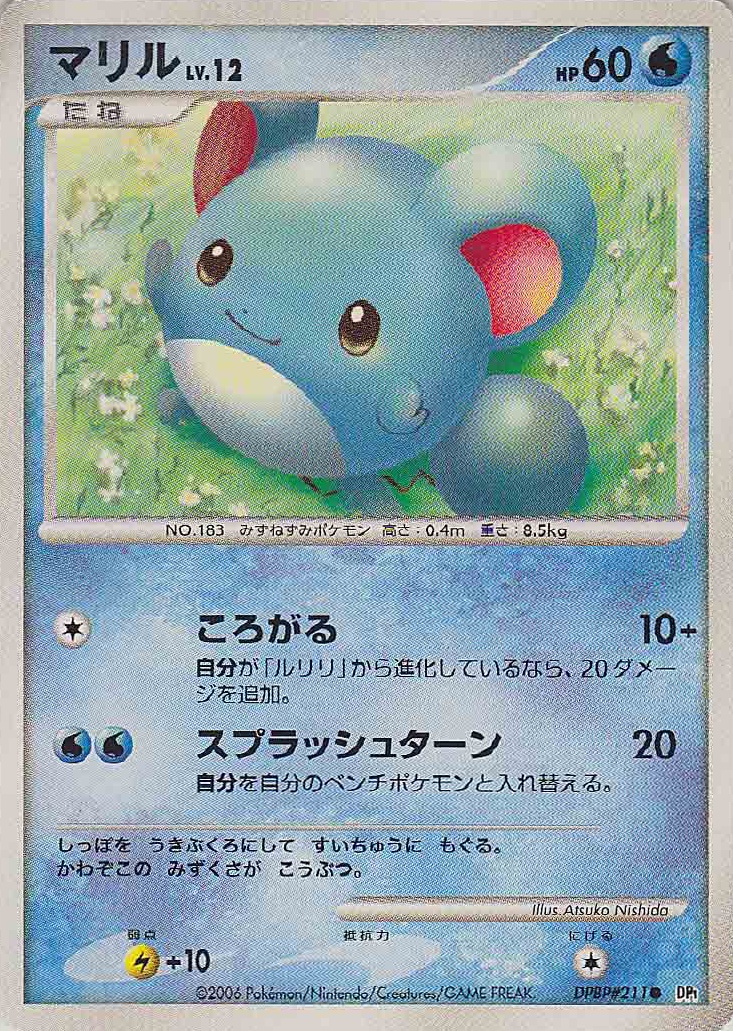 マリル LV.12 HP60
たね
NO.183 みずねずみポケモン 高さ:0.4m 重さ:8.5kg
ころがる 10+
自分が「ルリリ」から進化しているなら、20ダメー
ジを追加。
スプラッシュターン 20
自分を自分のベンチポケモンと入れ替える。
しっぽを うきぶくろにして すいちゅうに もぐる。
かわぞこの みずくさが こうぶつ。
Illus. Atsuko Nishida
弱点 抵抗力 にげる
+10
©2006 Pokémon/Nintendo/Creatures/GAME FREAK. DPBP#211 DP1